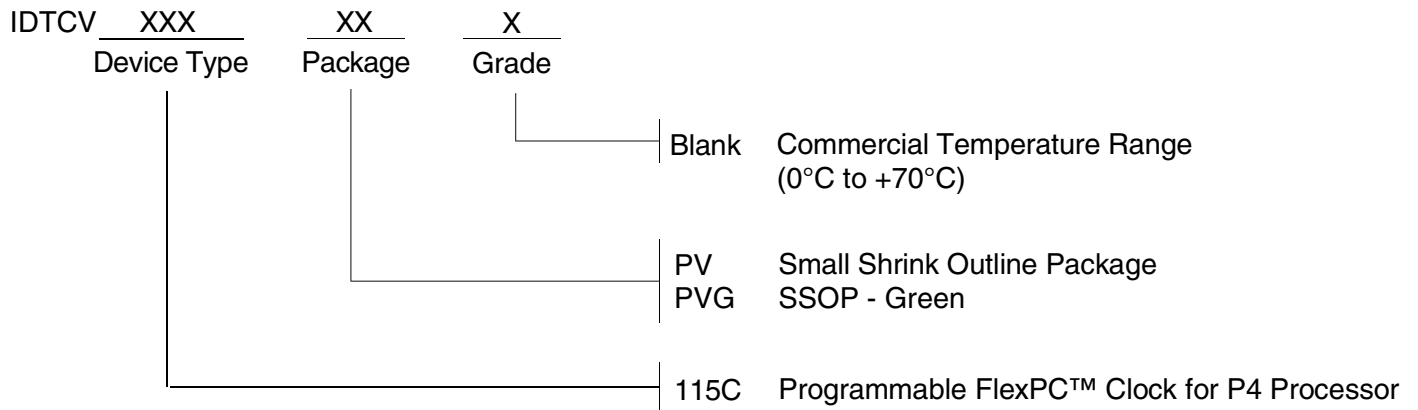 IDTCV XXX XX X
Device Type Package Grade
Blank Commercial Temperature Range
(0°C to +70°C)
PV Small Shrink Outline Package
PVG SSOP - Green
115C Programmable FlexPC™ Clock for P4 Processor